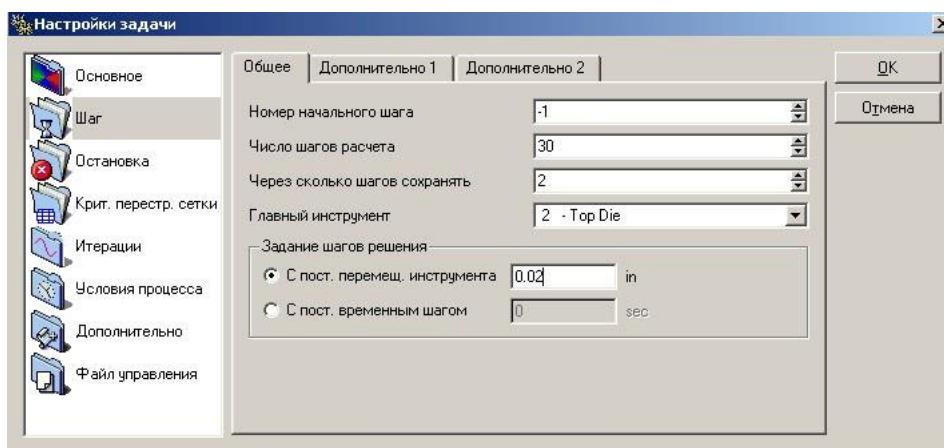 Настройки задачи
Основное
Шаг
Остановка
Крит. перестр. сетки
Итерации
Условия процесса
Дополнительно
Файл управления
Общее
Дополнительно 1
Дополнительно 2
Номер начального шага -1
Число шагов расчета 30
Через сколько шагов сохранять 2
Главный инструмент 2 - Top Die
Задание шагов решения
С пост. перемещ. инструмента 0.02 in
С пост. временным шагом 0 sec
OK
Отмена